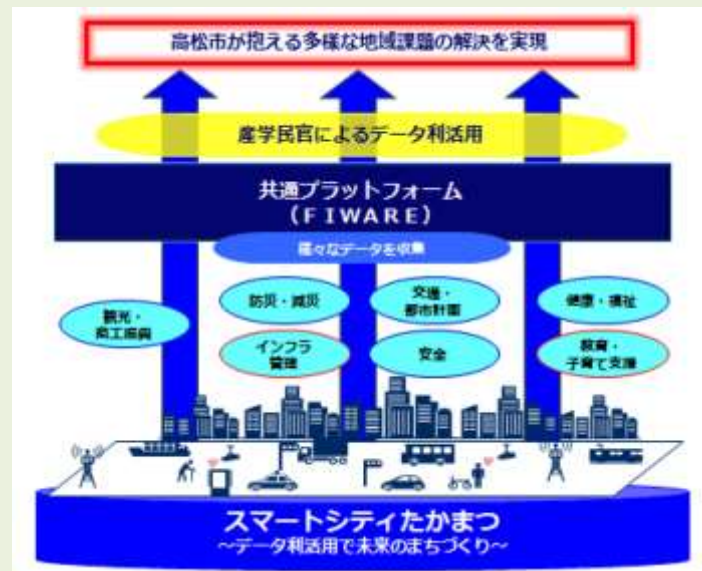 高松市が抱える多様な地域課題の解決を実現
産学民官によるデータ利活用
共通プラットフォーム
(FIWARE)
様々なデータを収集
観光・
商工振興
防災・減災
交通・
都市計画
健康・福祉
インフラ
管理
安全
教育・
子育て支援
スマートシティたかまつ
～データ利活用で未来のまちづくり～